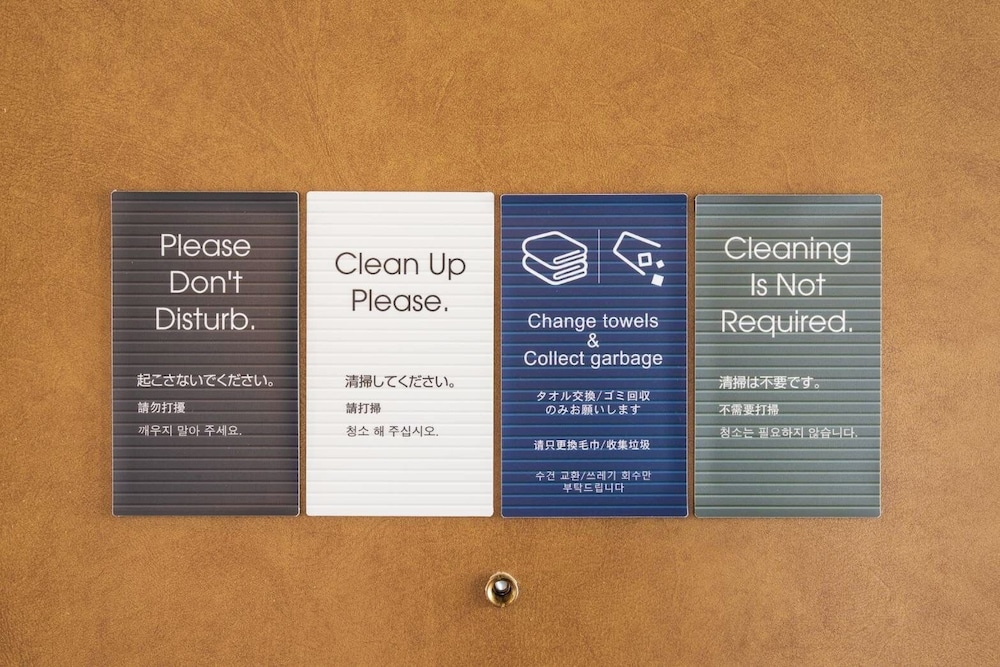 Please
Don't
Disturb.
起こさないでください。
請勿打擾
깨우지 말아 주세요.
Clean Up
Please.
清掃してください。
請打掃
청소 해 주십시오.
Change towels
&
Collect garbage
タオル交換/ゴミ回収
のみお願いします
请只更換毛巾/收集垃圾
수건 교환/쓰레기 회수만
부탁드립니다
Cleaning
Is Not
Required.
清掃は不要です。
不需要打掃
청소는 필요하지 않습니다.